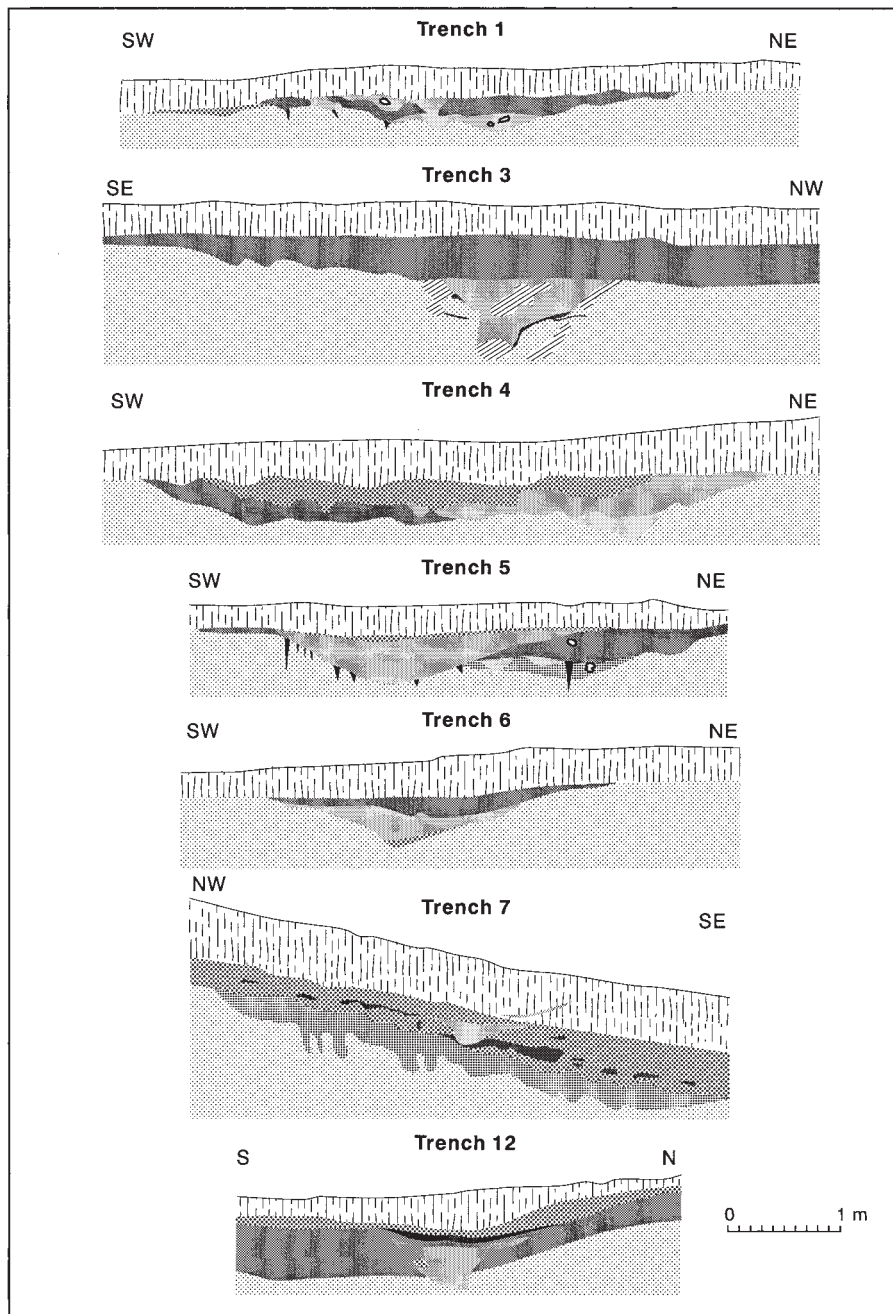 Trench 1
SW NE
Trench 3
SE NW
Trench 4
SW NE
Trench 5
SW NE
Trench 6
SW NE
NW
Trench 7
SE
Trench 12
S N
0 1 m